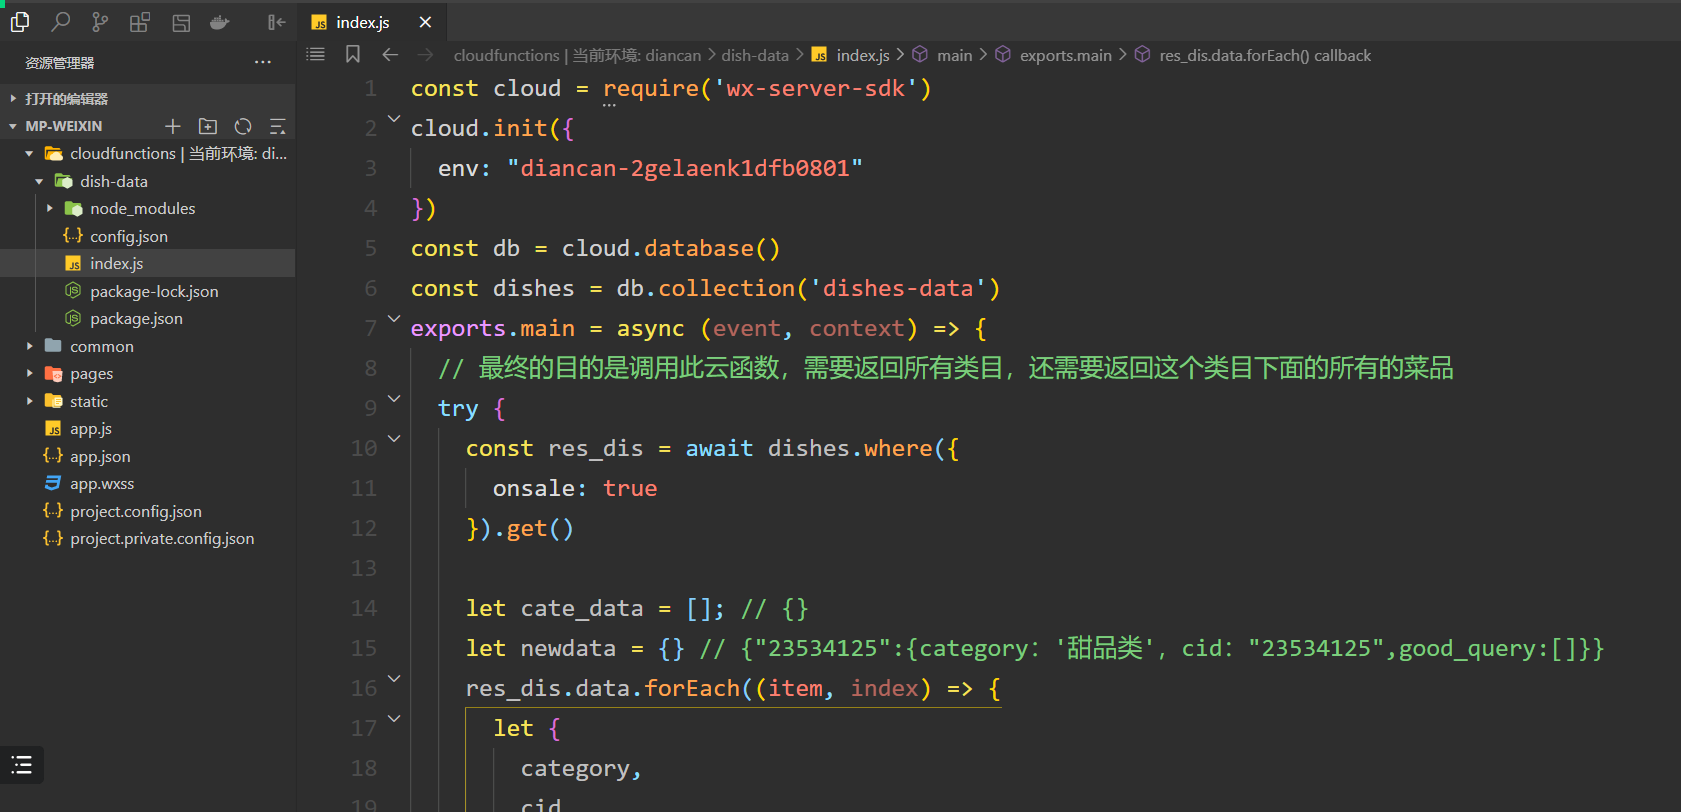 index.js
资源管理器
cloudfunctions | 当前环境: diancan > dish-data > index.js > main > exports.main > res_dis.data.forEach() callback
打开的编辑器
MP-WEIXIN
cloudfunctions | 当前环境: di...
dish-data
node_modules
config.json
index.js
package-lock.json
package.json
common
pages
static
app.js
app.json
app.wxss
project.config.json
project.private.config.json
1 const cloud = require('wx-server-sdk')
2 cloud.init({
3 env: "diancan-2gelaenk1dfb0801"
4 })
5 const db = cloud.database()
6 const dishes = db.collection('dishes-data')
7 exports.main = async (event, context) => {
8 // 最终的目的是调用此云函数，需要返回所有类目，还需要返回这个类目下面的所有的菜品
9 try {
10 const res_dis = await dishes.where({
11 onsale: true
12 }).get()
13
14 let cate_data = []; // {}
15 let newdata = {} // {"23534125":{category：'甜品类'，cid："23534125",good_query:[]}}
16 res_dis.data.forEach((item, index) => {
17 let {
18 category,
19 cid